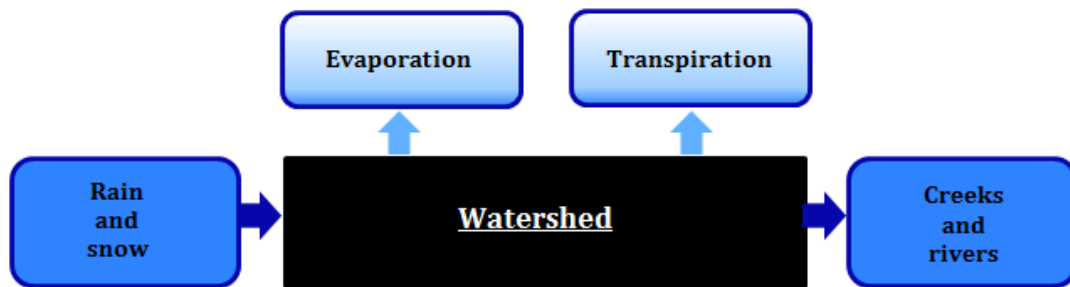 Evaporation
Transpiration
Rain
and
snow
Watershed
Creeks
and
rivers